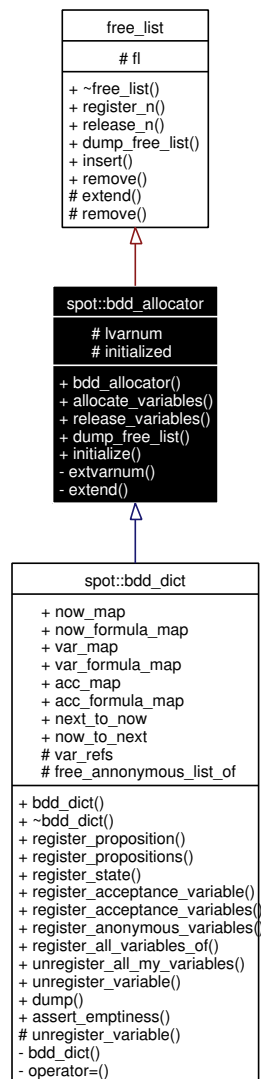 free_list
# fl
+ ~free_list()
+ register_n()
+ release_n()
+ dump_free_list()
+ insert()
+ remove()
# extend()
# remove()
spot::bdd_allocator
# lvarnum
# initialized
+ bdd_allocator()
+ allocate_variables()
+ release_variables()
+ dump_free_list()
+ initialize()
- extvarnum()
- extend()
spot::bdd_dict
+ now_map
+ now_formula_map
+ var_map
+ var_formula_map
+ acc_map
+ acc_formula_map
+ next_to_now
+ now_to_next
# var_refs
# free_annonymous_list_of
+ bdd_dict()
+ ~bdd_dict()
+ register_proposition()
+ register_propositions()
+ register_state()
+ register_acceptance_variable()
+ register_acceptance_variables()
+ register_anonymous_variables()
+ register_all_variables_of()
+ unregister_all_my_variables()
+ unregister_variable()
+ dump()
+ assert_emptiness()
# unregister_variable()
- bdd_dict()
- operator=()